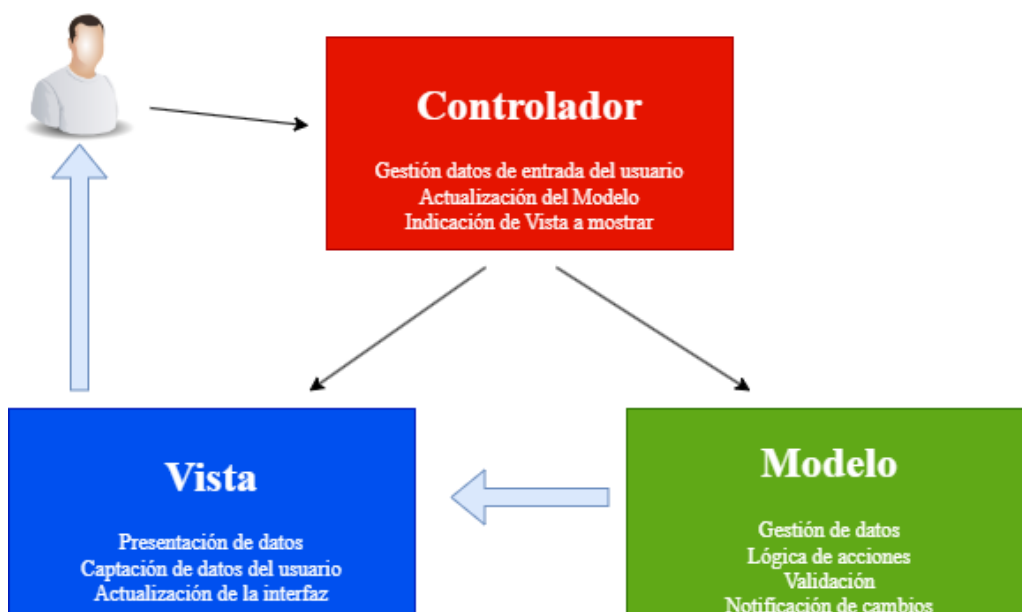 Controlador
Gestión datos de entrada del usuario
Actualización del Modelo
Indicación de Vista a mostrar
Vista
Presentación de datos
Captación de datos del usuario
Actualización de la interfaz
Modelo
Gestión de datos
Lógica de acciones
Validación
Notificación de cambios